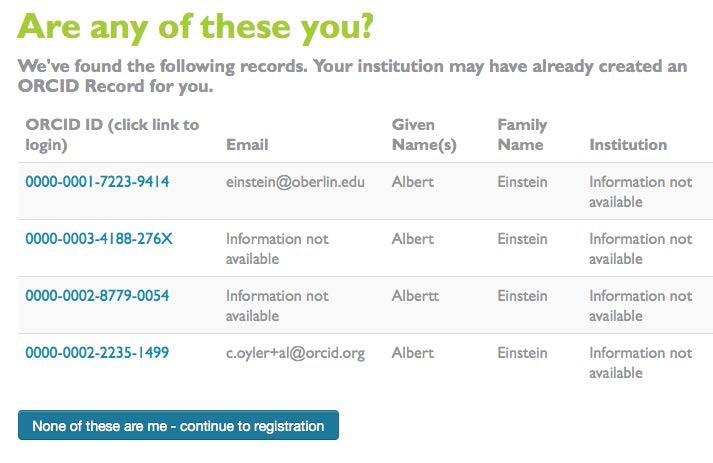 Are any of these you?
We've found the following records. Your institution may have already created an
ORCID Record for you.
ORCID ID (click link to login) Email Given Name(s) Family Name Institution
0000-0001-7223-9414 einstein@oberlin.edu Albert Einstein Information not available
0000-0003-4188-276X Information not available Albert Einstein Information not available
0000-0002-8779-0054 Information not available Albertt Einstein Information not available
0000-0002-2235-1499 c.oyler+al@orcid.org Albert Einstein Information not available
None of these are me - continue to registration